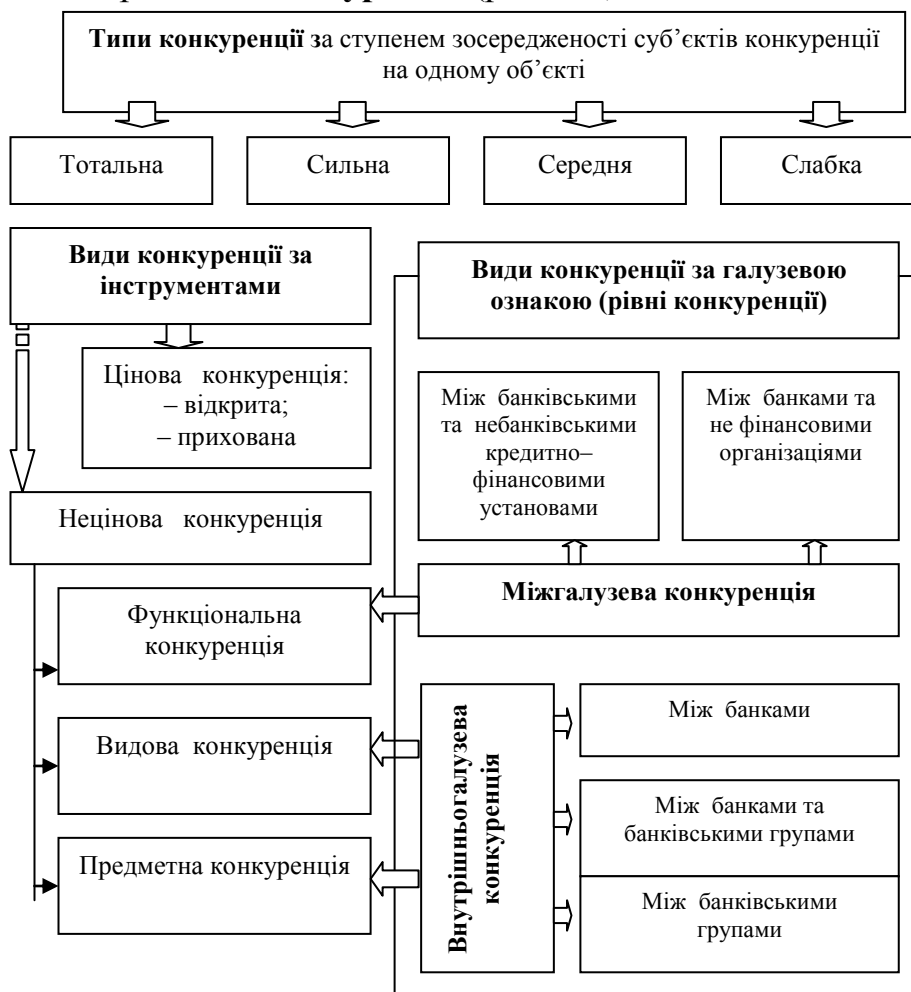 Типи конкуренції за ступенем зосередженості суб’єктів конкуренції
на одному об’єкті
Тотальна
Сильна
Середня
Слабка
Види конкуренції за
інструментами
Види конкуренції за галузевою
ознакою (рівні конкуренції)
Цінова конкуренція:
– відкрита;
– прихована
Між банківськими
та небанківськими
кредитно–
фінансовими
установами
Між банками та
не фінансовими
організаціями
Нецінова конкуренція
Міжгалузева конкуренція
Функціональна
конкуренція
Видова конкуренція
Предметна конкуренція
Внутрішньогалузева
конкуренція
Між банками
Між банками та
банківськими групами
Між банківськими
групами